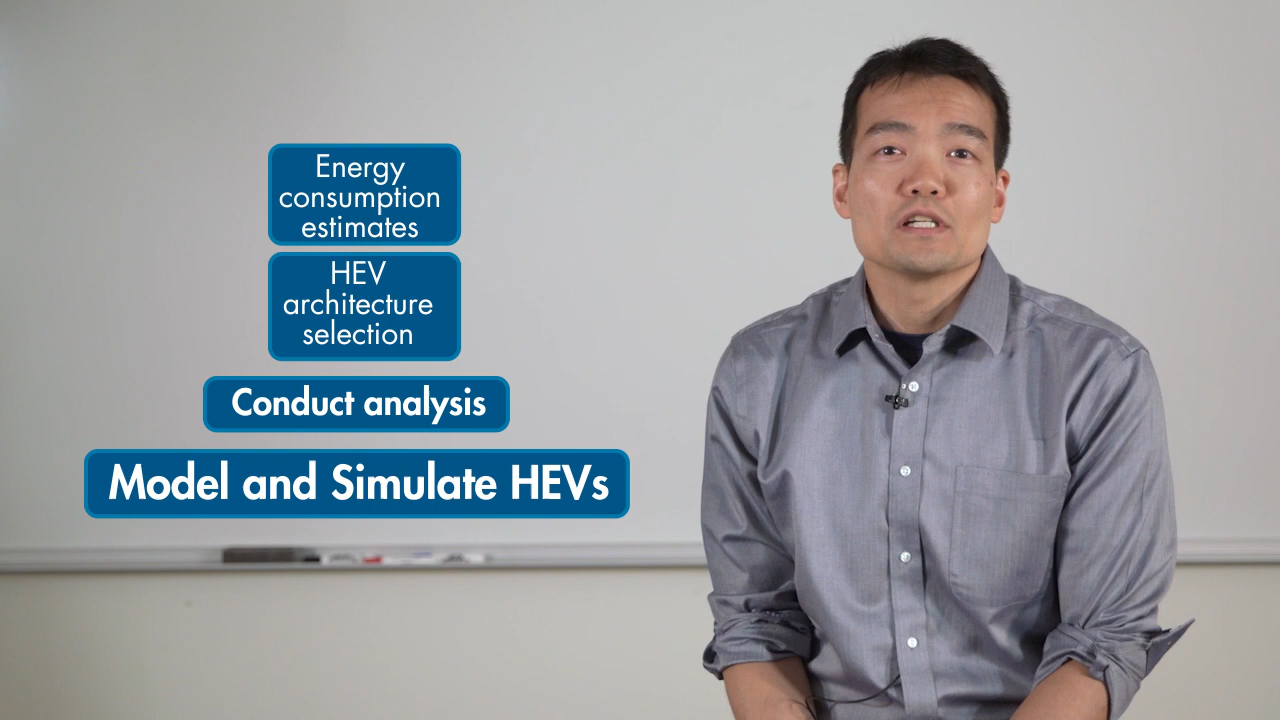 Energy
consumption
estimates
HEV
architecture
selection
Conduct analysis
Model and Simulate HEVs